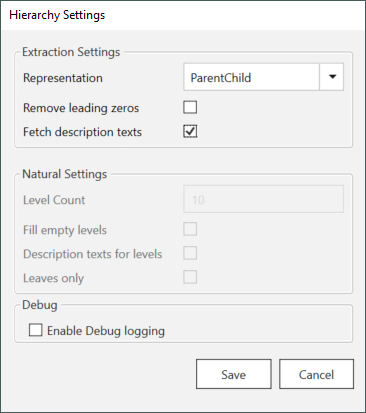 Hierarchy Settings
Extraction Settings
Representation ParentChild
Remove leading zeros
Fetch description texts
Natural Settings
Level Count 10
Fill empty levels
Description texts for levels
Leaves only
Debug
Enable Debug logging
Save Cancel